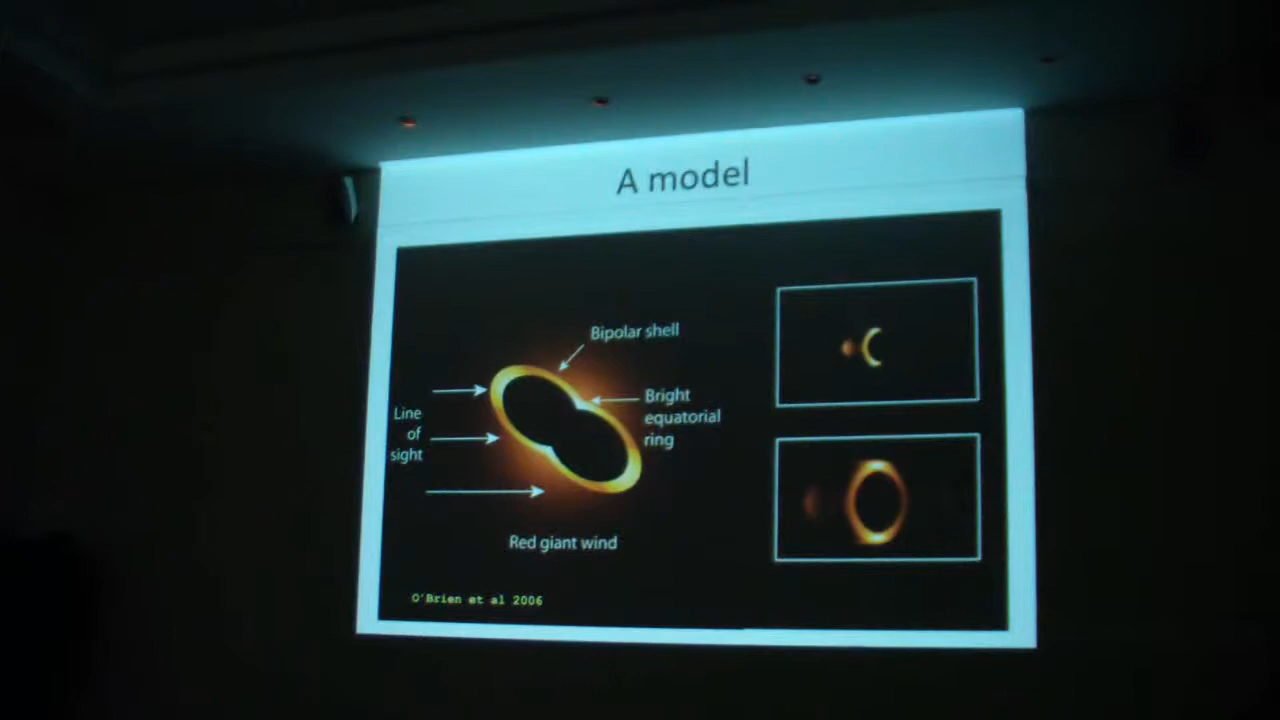 A model
Bipolar shell
Bright
equatorial
ring
Line
of
sight
Red giant wind
O'Brien et al 2006